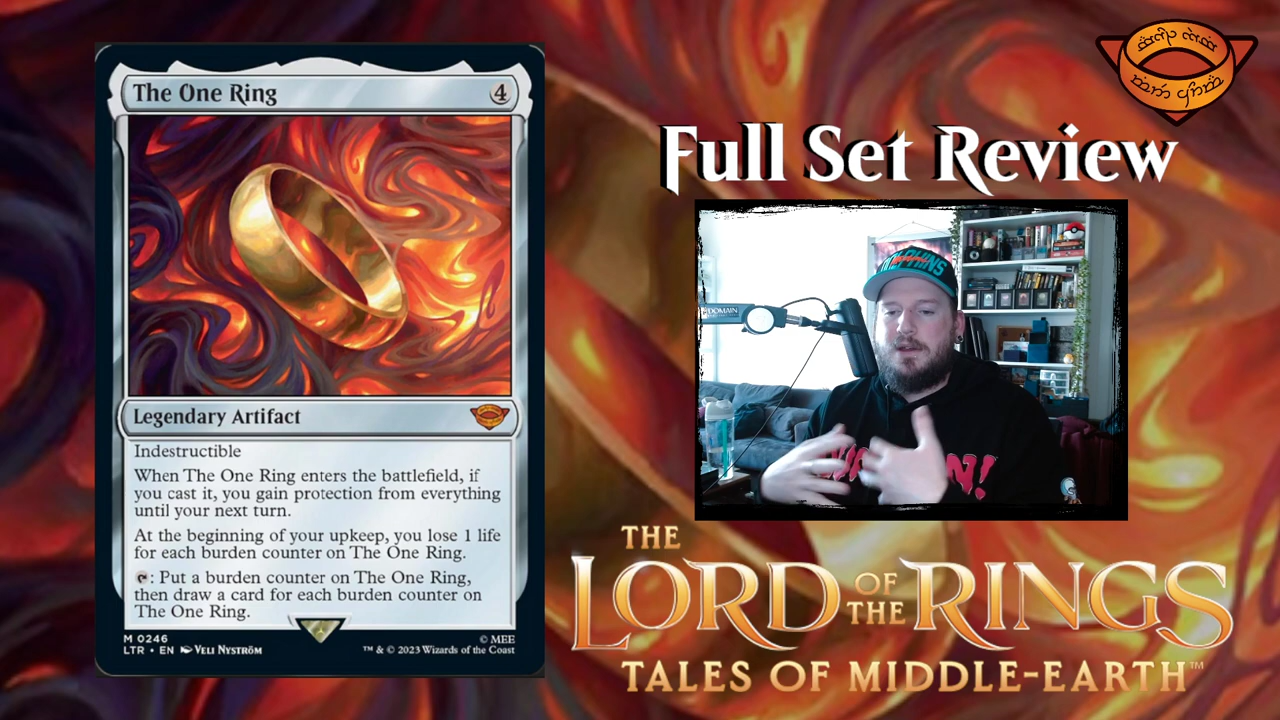 The One Ring 4
Legendary Artifact
Indestructible
When The One Ring enters the battlefield, if
you cast it, you gain protection from everything
until your next turn.
At the beginning of your upkeep, you lose 1 life
for each burden counter on The One Ring.
: Put a burden counter on The One Ring,
then draw a card for each burden counter on
The One Ring.
M 0246
LTR • EN VELI NYSTRÖM
© MEE
™ & © 2023 Wizards of the Coast
Full Set Review
DOMAIN
THE
LORD OF THE RINGS
TALES OF MIDDLE-EARTH™